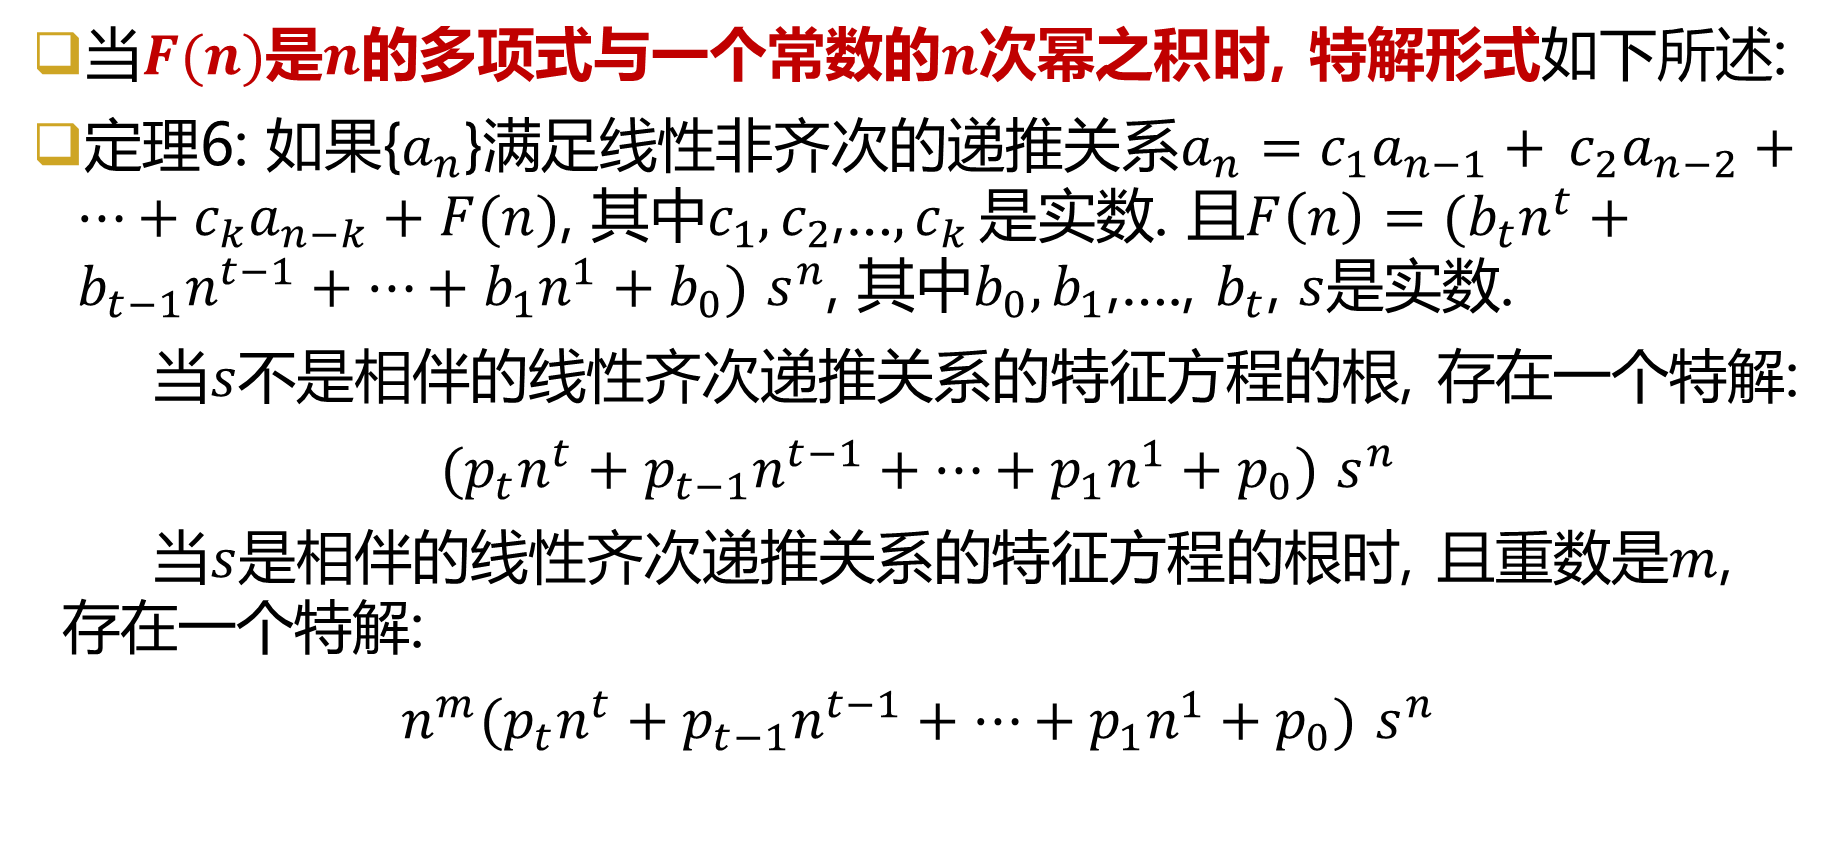 ❑当F(n)是n的多项式与一个常数的n次幂之积时, 特解形式如下所述:
❑定理6: 如果{aₙ}满足线性非齐次的递推关系aₙ = c₁aₙ₋₁ + c₂aₙ₋₂ +
⋯ + cₖaₙ₋ₖ + F(n), 其中c₁, c₂,…, cₖ 是实数. 且F(n) = (bₜnᵗ +
bₜ₋₁nᵗ⁻¹ + ⋯ + b₁n¹ + b₀) sⁿ, 其中b₀, b₁,…., bₜ, s是实数.
当s不是相伴的线性齐次递推关系的特征方程的根, 存在一个特解:
(pₜnᵗ + pₜ₋₁nᵗ⁻¹ + ⋯ + p₁n¹ + p₀) sⁿ
当s是相伴的线性齐次递推关系的特征方程的根时, 且重数是m,
存在一个特解:
nᵐ(pₜnᵗ + pₜ₋₁nᵗ⁻¹ + ⋯ + p₁n¹ + p₀) sⁿ